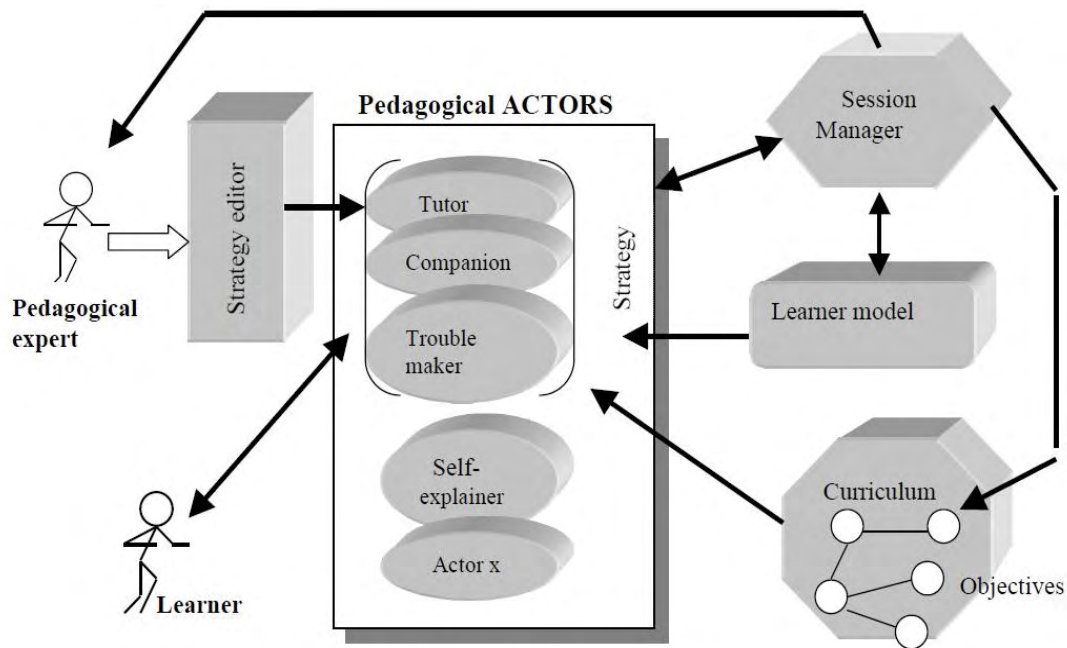 Pedagogical ACTORS
Session
Manager
Strategy editor
Tutor
Companion
Trouble
maker
Strategy
Learner model
Pedagogical
expert
Self-
explainer
Actor x
Curriculum
Objectives
Learner